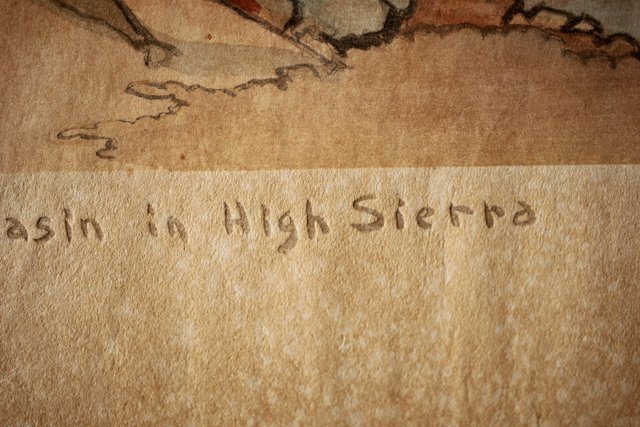 asin in High Sierra